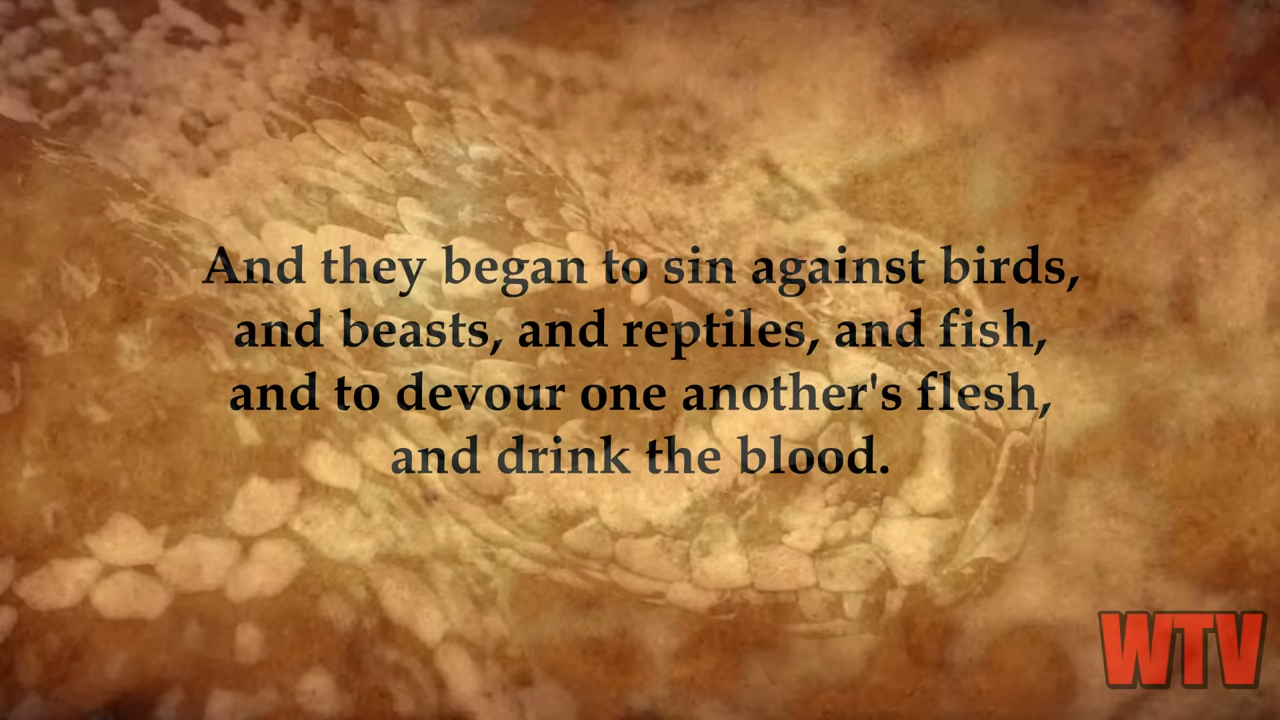 And they began to sin against birds,
and beasts, and reptiles, and fish,
and to devour one another's flesh,
and drink the blood.
WTV